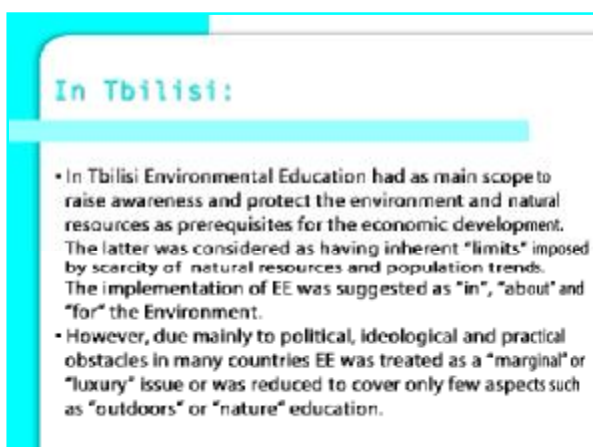 In Tbilisi:
• In Tbilisi Environmental Education had as main scope to
raise awareness and protect the environment and natural
resources as prerequisites for the economic development.
The latter was considered as having inherent "limits" imposed
by scarcity of natural resources and population trends.
The implementation of EE was suggested as "in", "about" and
"for" the Environment.
• However, due mainly to political, ideological and practical
obstacles in many countries EE was treated as a "marginal" or
"luxury" issue or was reduced to cover only few aspects such
as "outdoors" or "nature" education.